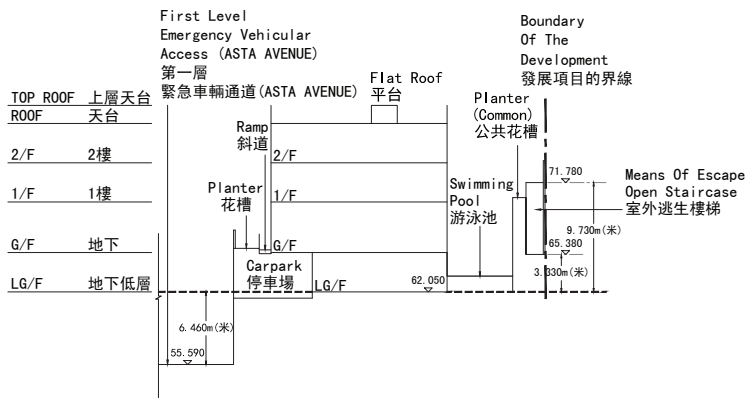 First Level
Emergency Vehicular
Access (ASTA AVENUE)
第一層
緊急車輛通道(ASTA AVENUE)
Boundary
Of The
Development
發展項目的界線
Flat Roof
平台
TOP ROOF 上層天台
ROOF 天台
2/F 2樓
1/F 1樓
G/F 地下
LG/F 地下低層
Ramp
斜道
Planter
花槽
2/F
1/F
G/F
Carpark
停車場
LG/F
62.050
Planter
(Common)
公共花槽
Swimming
Pool
游泳池
71.780
Means Of Escape
Open Staircase
室外逃生樓梯
9.730m(米)
65.380
3.330m(米)
6.460m(米)
55.590